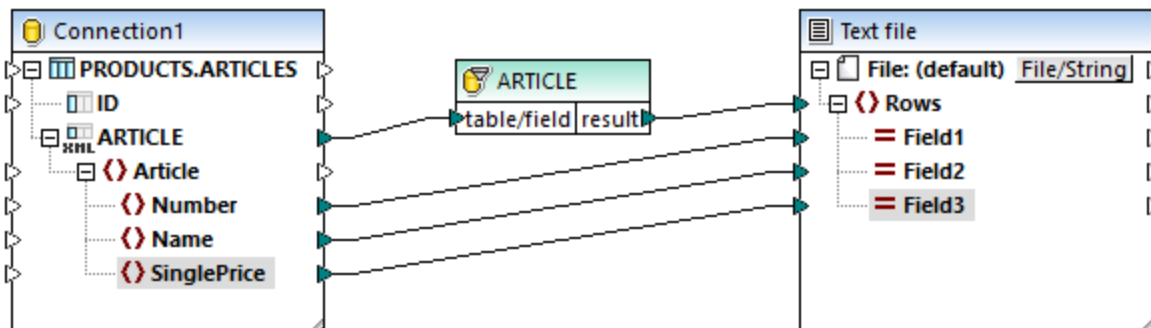 Connection1
PRODUCTS.ARTICLES
ID
XML ARTICLE
Article
Number
Name
SinglePrice
ARTICLE
table/field result
Text file
File: (default) File/String
Rows
Field1
Field2
Field3